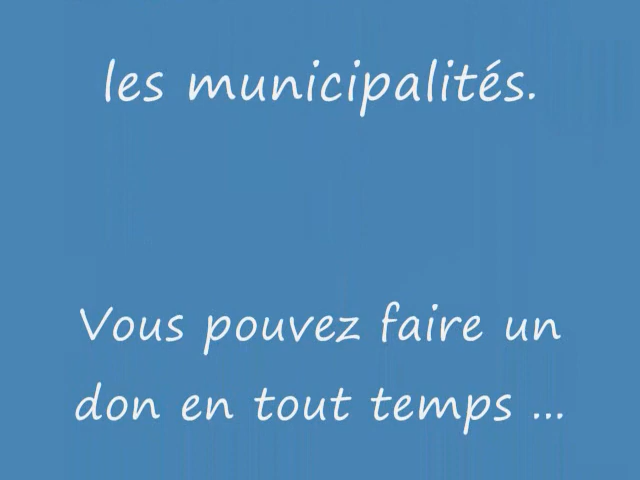 les municipalités.
Vous pouvez faire un
don en tout temps ...